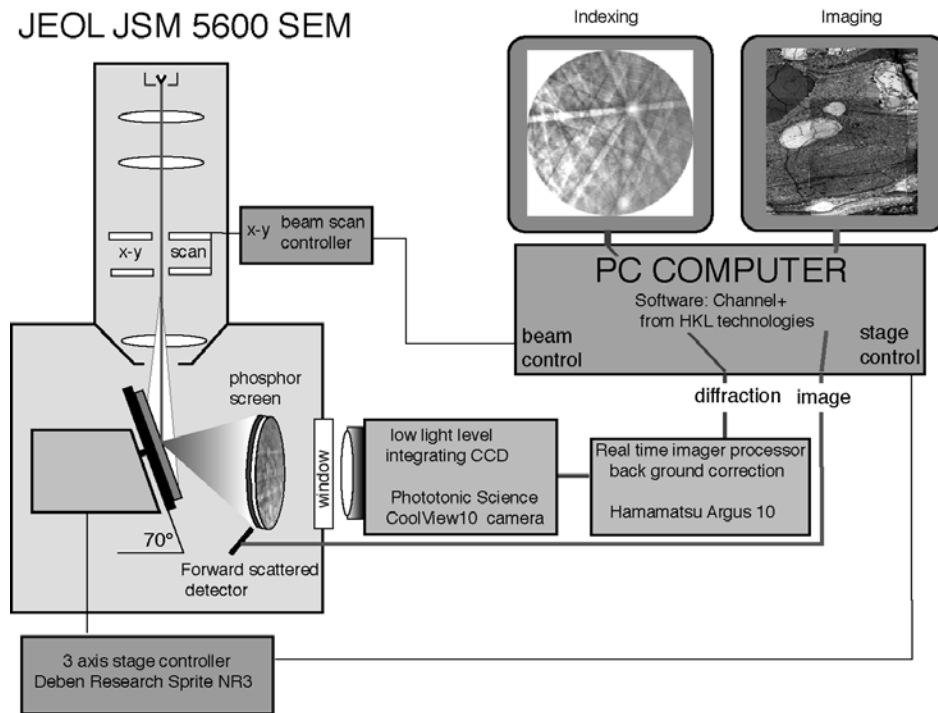 JEOL JSM 5600 SEM
Indexing
Imaging
x-y
scan
x-y beam scan
controller
PC COMPUTER
Software: Channel+
from HKL technologies
beam
control
stage
control
diffraction
image
phosphor
screen
window
low light level
integrating CCD
Phototonic Science
CoolView10 camera
Real time imager processor
back ground correction
Hamamatsu Argus 10
70°
Forward scattered
detector
3 axis stage controller
Deben Research Sprite NR3